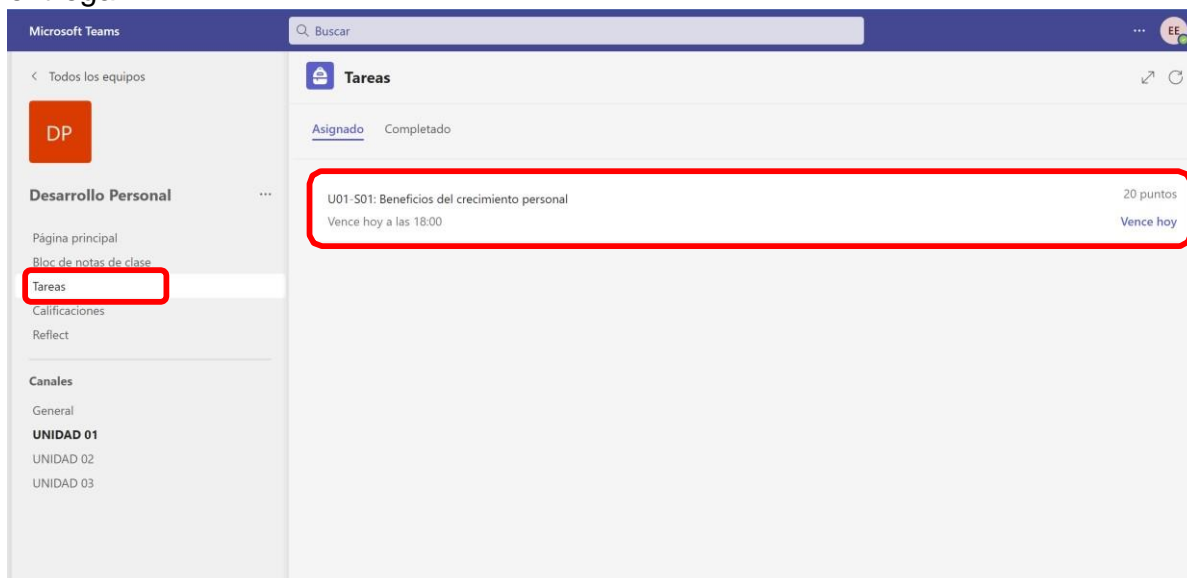 Microsoft Teams
Buscar
··· EE
Todos los equipos
DP
Desarrollo Personal ···
Página principal
Bloc de notas de clase
Tareas
Calificaciones
Reflect
Canales
General
UNIDAD 01
UNIDAD 02
UNIDAD 03
Tareas
Asignado Completado
U01-S01: Beneficios del crecimiento personal 20 puntos
Vence hoy a las 18:00 Vence hoy